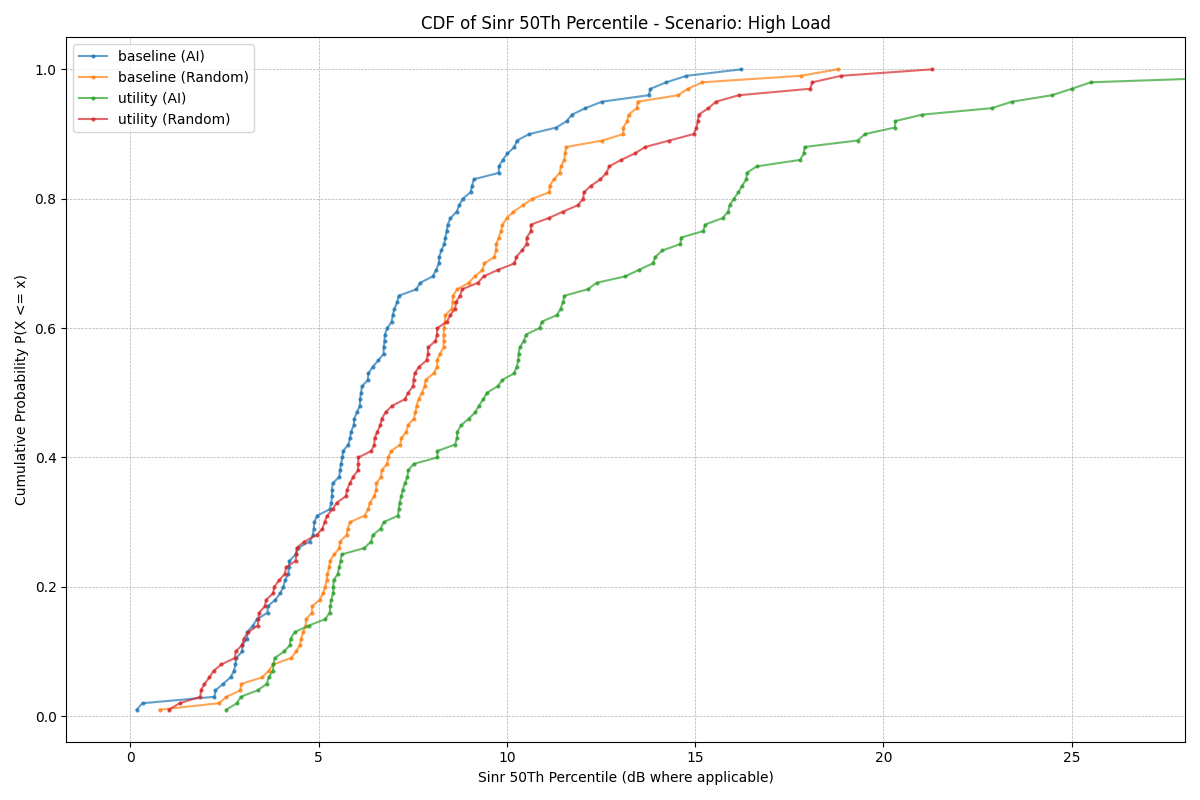 CDF of Sinr 50Th Percentile - Scenario: High Load
baseline (AI)
baseline (Random)
utility (AI)
utility (Random)
Cumulative Probability P(X <= x)
1.0
0.8
0.6
0.4
0.2
0.0
0 5 10 15 20 25
Sinr 50Th Percentile (dB where applicable)